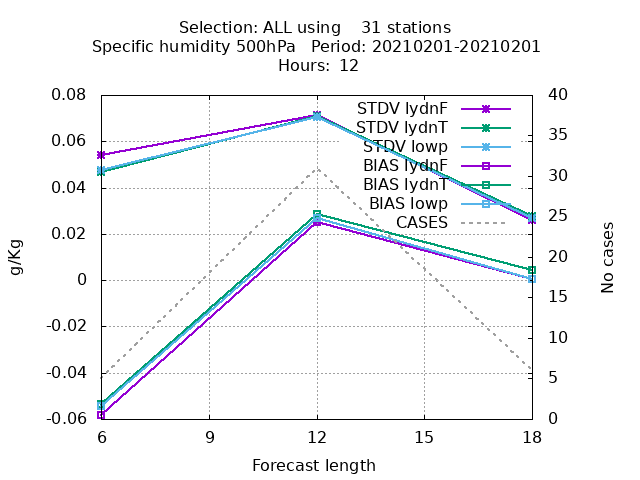 Selection: ALL using    31 stations
Specific humidity 500hPa   Period: 20210201-20210201
Hours:  12
STDV lydnF
STDV lydnT
STDV lowp
BIAS lydnF
BIAS lydnT
BIAS lowp
CASES
0.08
0.06
0.04
0.02
0
-0.02
-0.04
-0.06
g/Kg
40
35
30
25
20
15
10
5
0
No cases
6 9 12 15 18
Forecast length